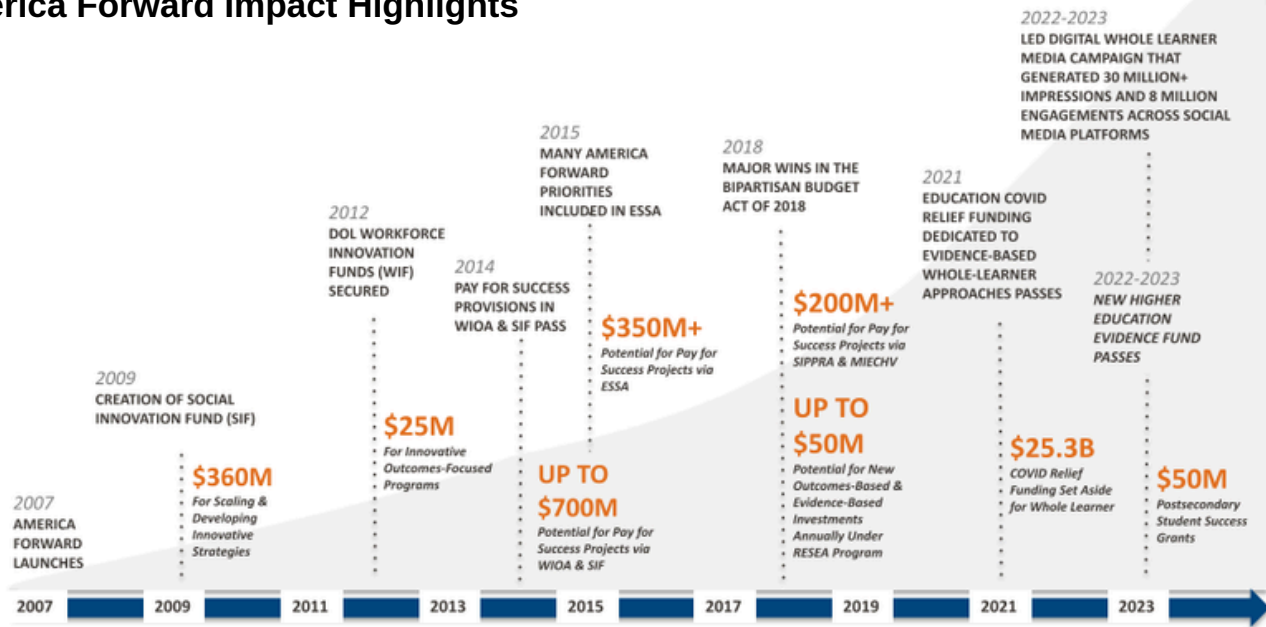 erica Forward Impact Highlights
2007
AMERICA
FORWARD
LAUNCHES
2009
CREATION OF SOCIAL
INNOVATION FUND (SIF)
$360M
For Scaling &
Developing
Innovative
Strategies
2012
DOL WORKFORCE
INNOVATION
FUNDS (WIF)
SECURED
$25M
For Innovative
Outcomes-Focused
Programs
2014
PAY FOR SUCCESS
PROVISIONS IN
WIOA & SIF PASS
UP TO
$700M
Potential for Pay for
Success Projects via
WIOA & SIF
2015
MANY AMERICA
FORWARD
PRIORITIES
INCLUDED IN ESSA
$350M+
Potential for Pay for
Success Projects via
ESSA
2018
MAJOR WINS IN THE
BIPARTISAN BUDGET
ACT OF 2018
$200M+
Potential for Pay for
Success Projects via
SIPPRA & MIECHV
UP TO
$50M
Potential for New
Outcomes-Based &
Evidence-Based
Investments
Annually Under
RESEA Program
2021
EDUCATION COVID
RELIEF FUNDING
DEDICATED TO
EVIDENCE-BASED
WHOLE-LEARNER
APPROACHES PASSES
$25.3B
COVID Relief
Funding Set Aside
for Whole Learner
2022-2023
LED DIGITAL WHOLE LEARNER
MEDIA CAMPAIGN THAT
GENERATED 30 MILLION+
IMPRESSIONS AND 8 MILLION
ENGAGEMENTS ACROSS SOCIAL
MEDIA PLATFORMS
2022-2023
NEW HIGHER
EDUCATION
EVIDENCE FUND
PASSES
$50M
Postsecondary
Student Success
Grants
2007 2009 2011 2013 2015 2017 2019 2021 2023